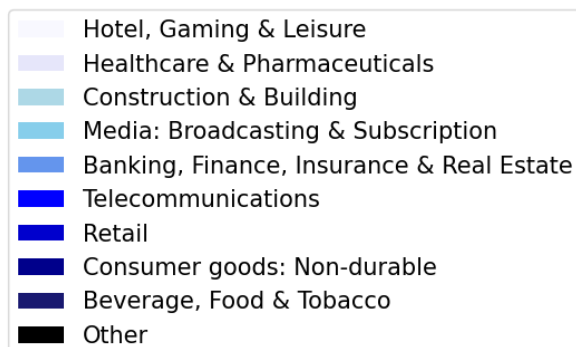 Hotel, Gaming & Leisure
Healthcare & Pharmaceuticals
Construction & Building
Media: Broadcasting & Subscription
Banking, Finance, Insurance & Real Estate
Telecommunications
Retail
Consumer goods: Non-durable
Beverage, Food & Tobacco
Other